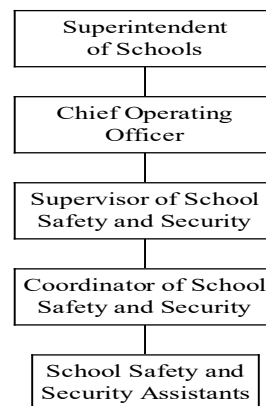 Superintendent
of Schools
Chief Operating
Officer
Supervisor of School
Safety and Security
Coordinator of School
Safety and Security
School Safety and
Security Assistants